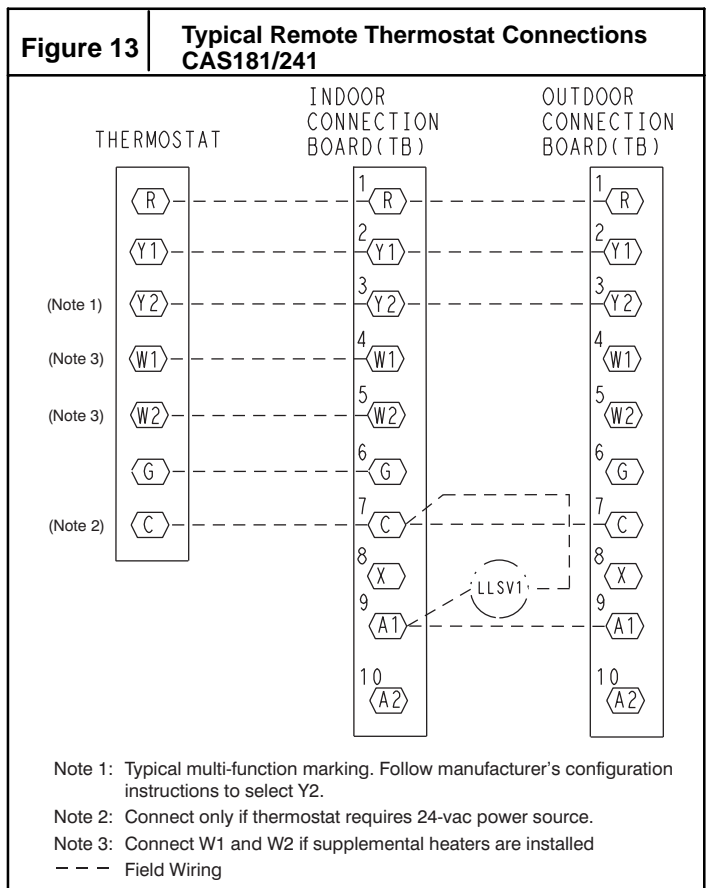 Figure 13
Typical Remote Thermostat Connections
CAS181/241
THERMOSTAT
INDOOR
CONNECTION
BOARD(TB)
OUTDOOR
CONNECTION
BOARD(TB)
R 1 R 1 R
Y1 2 Y1 2 Y1
(Note 1) Y2 3 Y2 3 Y2
(Note 3) W1 4 W1 4 W1
(Note 3) W2 5 W2 5 W2
G 6 G 6 G
(Note 2) C 7 C 7 C
8 X 8 X
LLSV1
9 A1 9 A1
10 A2 10 A2
Note 1: Typical multi-function marking. Follow manufacturer's configuration
instructions to select Y2.
Note 2: Connect only if thermostat requires 24-vac power source.
Note 3: Connect W1 and W2 if supplemental heaters are installed
– – – Field Wiring